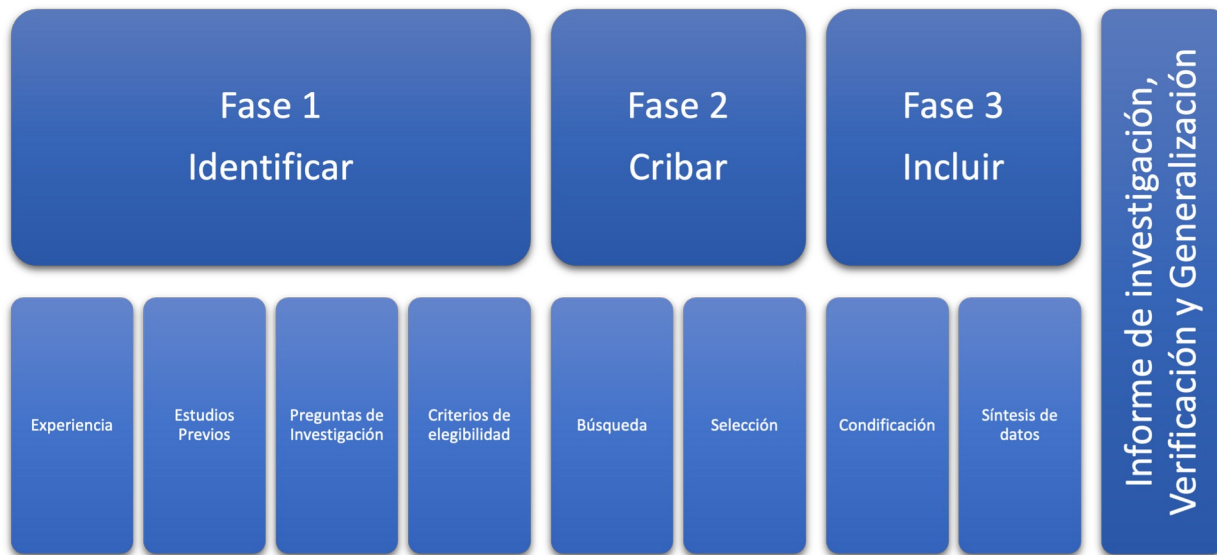 Fase 1
Identificar
Fase 2
Cribar
Fase 3
Incluir
Informe de investigación,
Verificación y Generalización
Experiencia
Estudios
Previos
Preguntas de
Investigación
Criterios de
elegibilidad
Búsqueda
Selección
Condificación
Síntesis de
datos